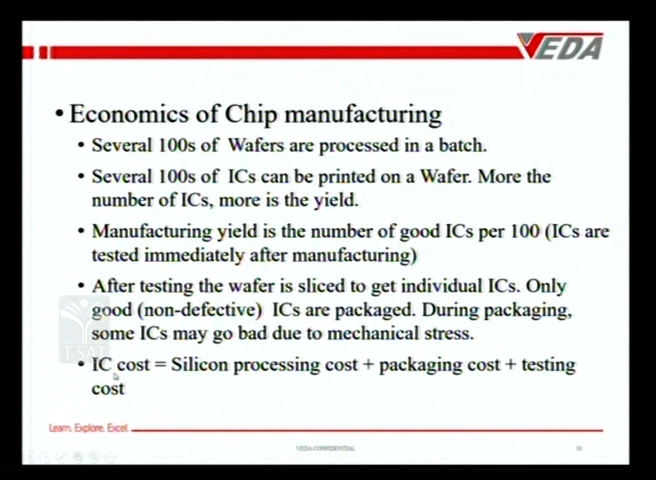 VEDA
• Economics of Chip manufacturing
• Several 100s of Wafers are processed in a batch.
• Several 100s of ICs can be printed on a Wafer. More the
number of ICs, more is the yield.
• Manufacturing yield is the number of good ICs per 100 (ICs are
tested immediately after manufacturing)
• After testing the wafer is sliced to get individual ICs. Only
good (non-defective) ICs are packaged. During packaging,
some ICs may go bad due to mechanical stress.
T-SAT
• IC cost = Silicon processing cost + packaging cost + testing
cost
Learn. Explore. Excel.
VEDA CONFIDENTIAL